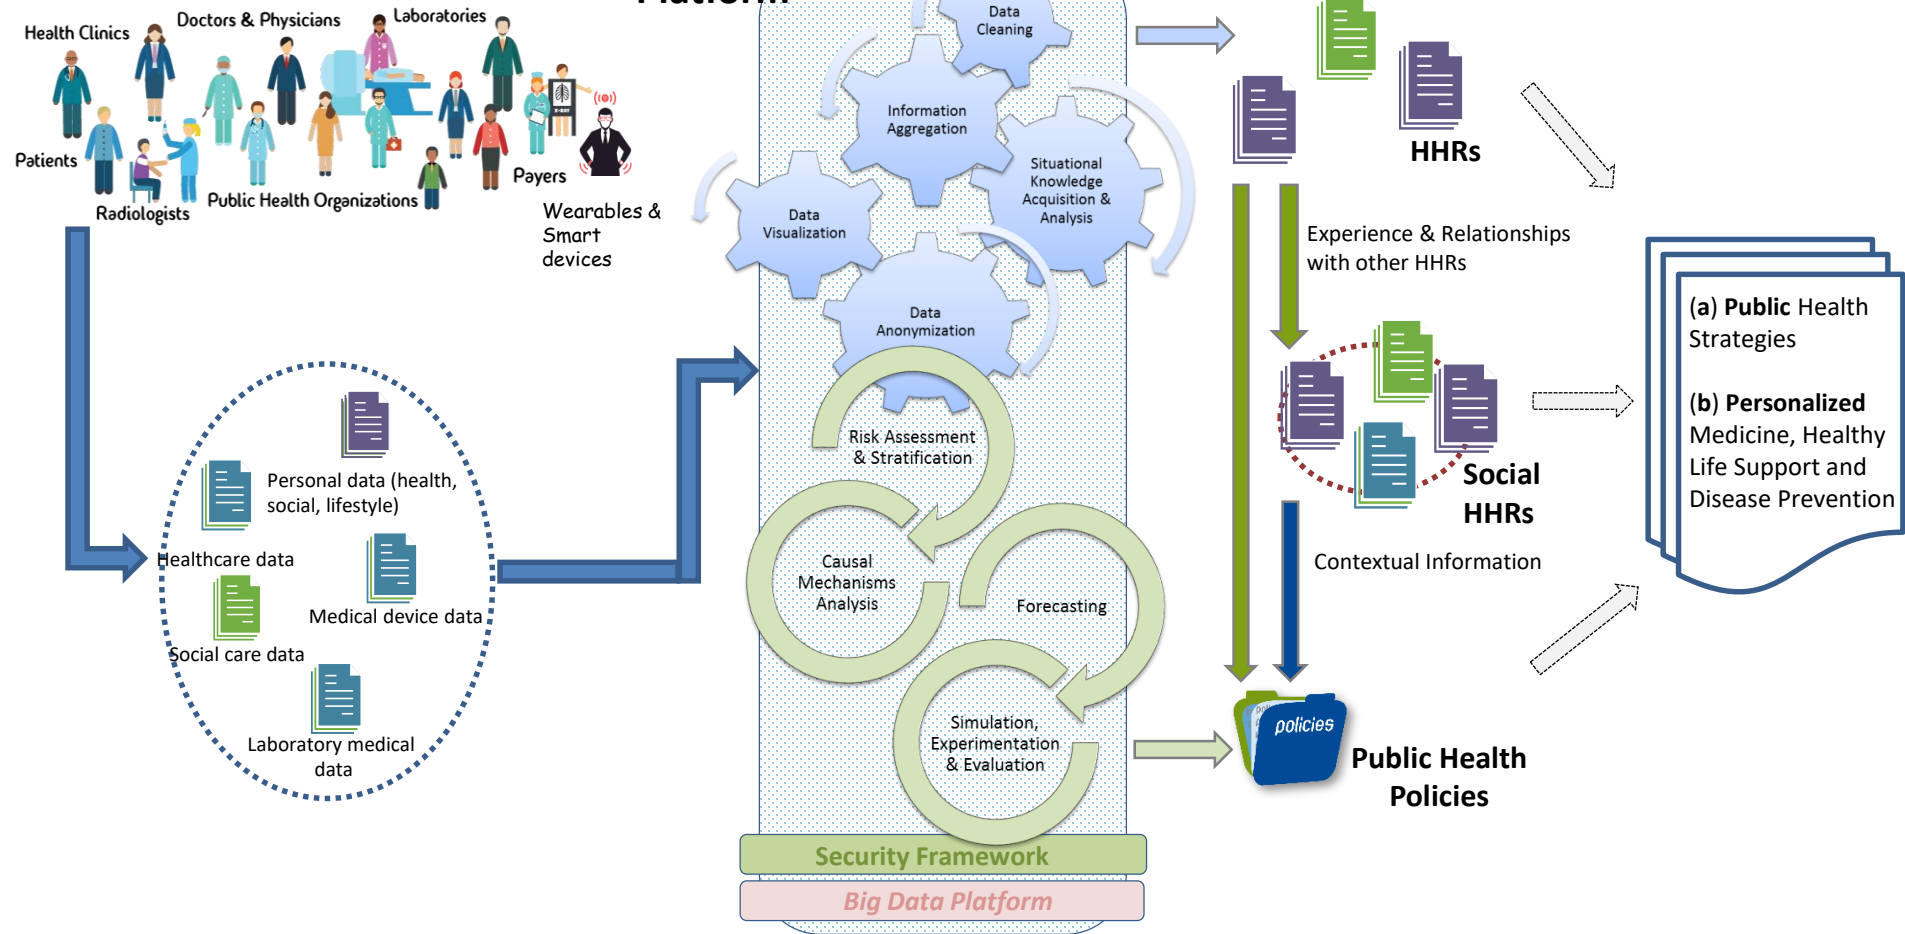 Platform
Health Clinics
Doctors & Physicians
Laboratories
Patients
Radiologists
Public Health Organizations
Payers
X-RAY
Wearables &
Smart
devices
Personal data (health,
social, lifestyle)
Healthcare data
Medical device data
Social care data
Laboratory medical
data
Data
Cleaning
Information
Aggregation
Situational
Knowledge
Acquisition &
Analysis
Data
Visualization
Data
Anonymization
Risk Assessment
& Stratification
Causal
Mechanisms
Analysis
Forecasting
Simulation,
Experimentation
& Evaluation
Security Framework
Big Data Platform
HHRs
Experience & Relationships
with other HHRs
Social
HHRs
Contextual Information
policies
Public Health
Policies
(a) Public Health
Strategies
(b) Personalized
Medicine, Healthy
Life Support and
Disease Prevention